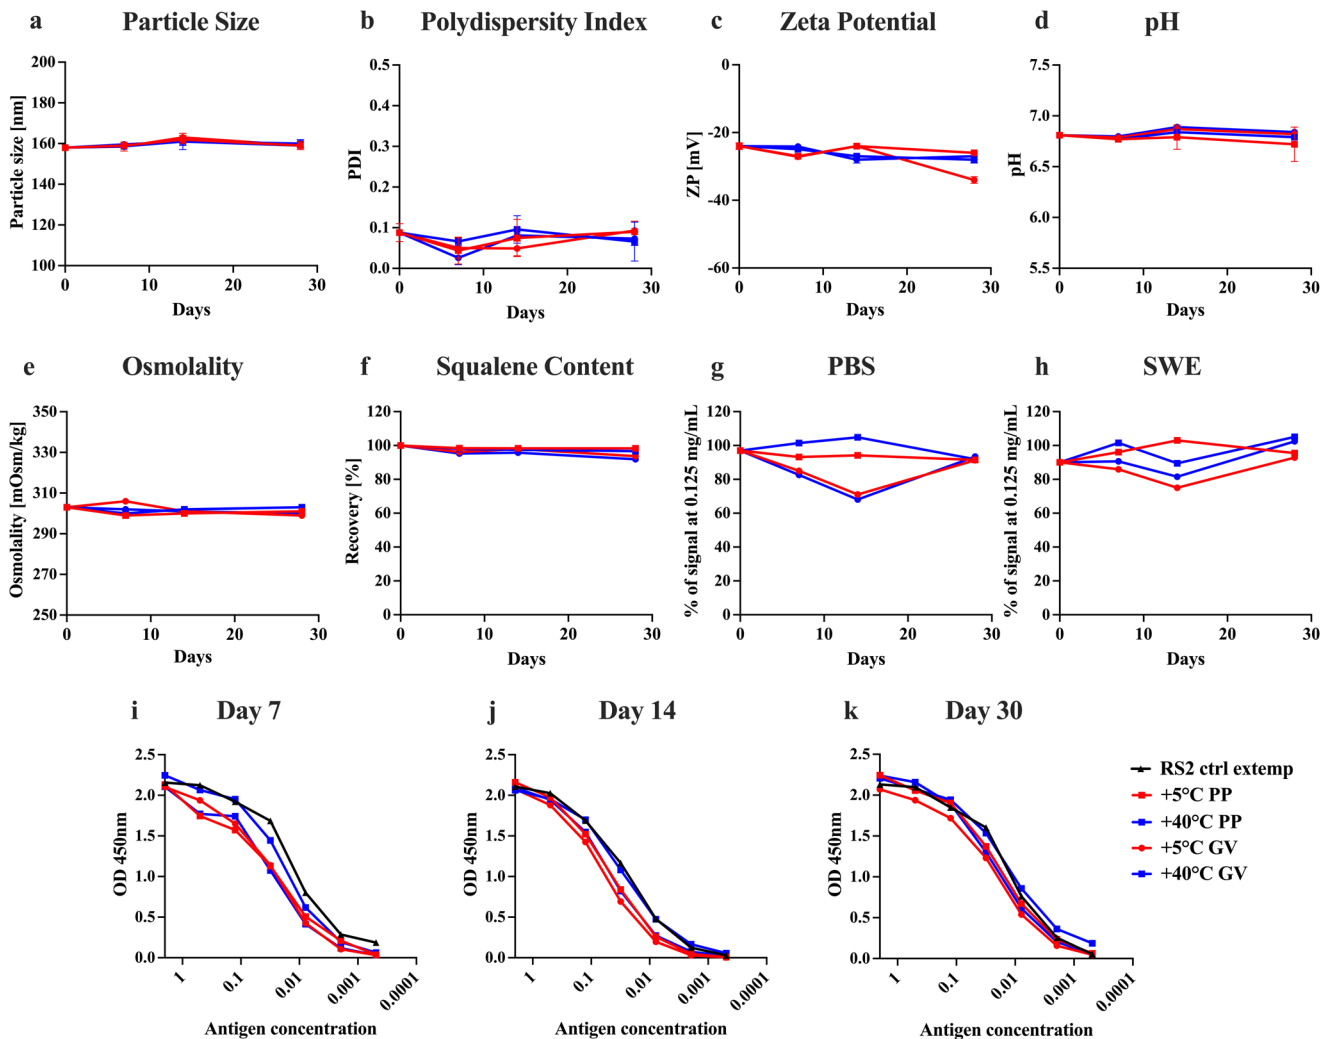 a Particle Size
b Polydispersity Index
c Zeta Potential
d pH
Particle size [nm]
200
180
160
140
120
100
0 10 20 30
Days
PDI
0.5
0.4
0.3
0.2
0.1
0.0
0 10 20 30
Days
ZP [mV]
0
-20
-40
-60
0 10 20 30
Days
pH
7.5
7.0
6.5
6.0
5.5
0 10 20 30
Days
e Osmolality
f Squalene Content
g PBS
h SWE
Osmolality [mOsm/kg]
350
330
310
290
270
250
0 10 20 30
Days
Recovery [%]
120
100
80
60
40
20
0
0 10 20 30
Days
% of signal at 0.125 mg/mL
120
100
80
60
40
20
0
0 10 20 30
Days
% of signal at 0.125 mg/mL
120
100
80
60
40
20
0
0 10 20 30
Days
i Day 7
j Day 14
k Day 30
OD 450nm
2.5
2.0
1.5
1.0
0.5
0.0
1 0.1 0.01 0.001 0.0001
Antigen concentration
OD 450nm
2.5
2.0
1.5
1.0
0.5
0.0
1 0.1 0.01 0.001 0.0001
Antigen concentration
OD 450nm
2.5
2.0
1.5
1.0
0.5
0.0
1 0.1 0.01 0.001 0.0001
Antigen concentration
RS2 ctrl extemp
+5°C PP
+40°C PP
+5°C GV
+40°C GV